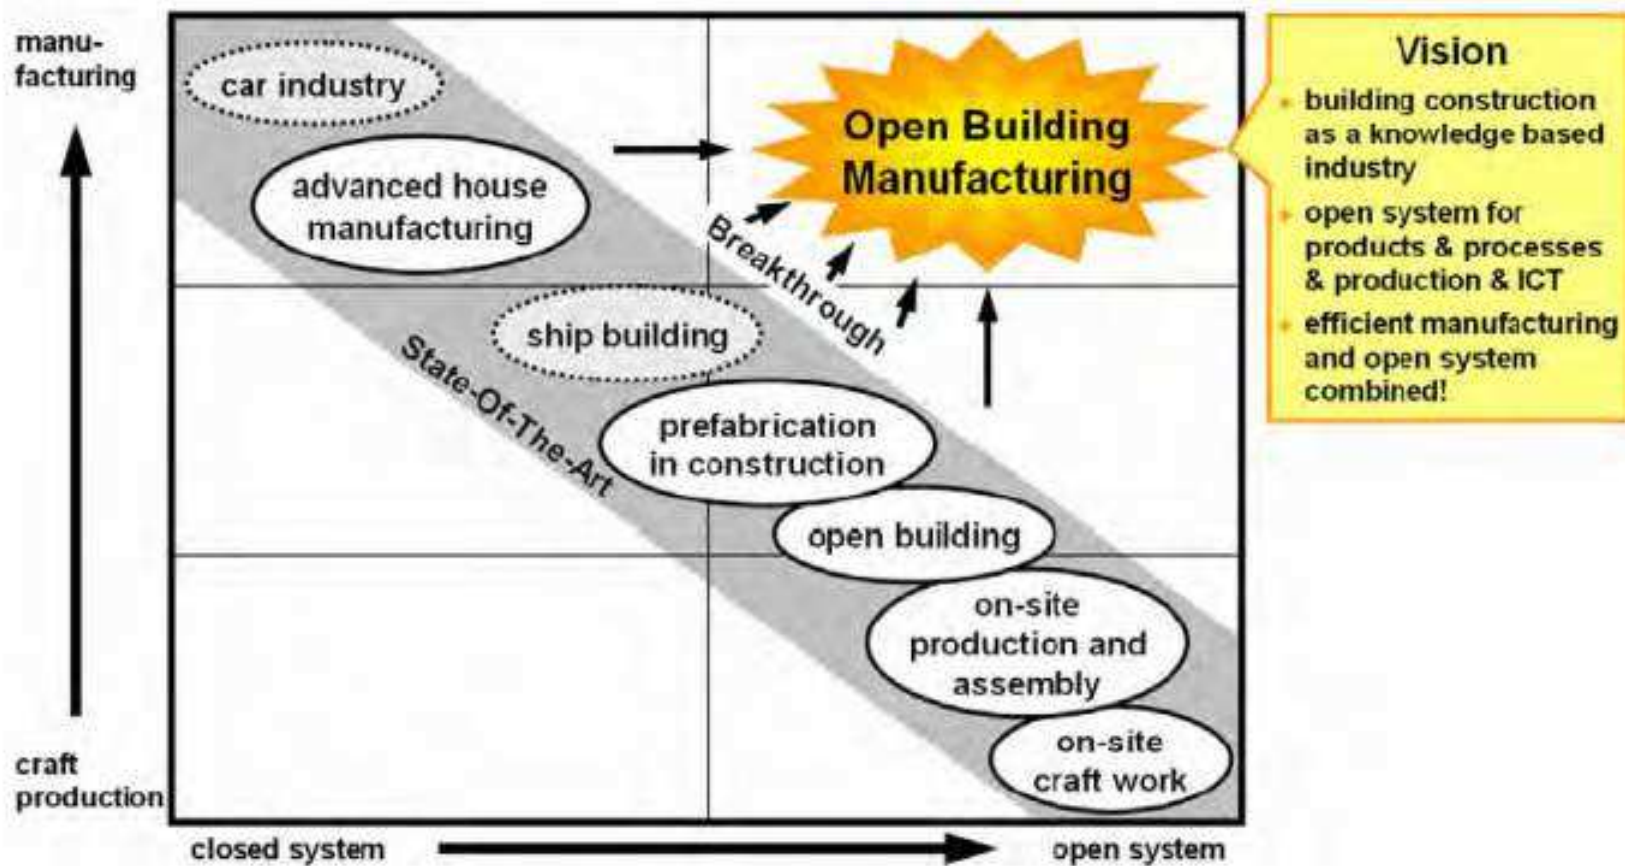 manu-
facturing
craft
production
closed system
open system
car industry
advanced house
manufacturing
ship building
State-Of-The-Art
Breakthrough
prefabrication
in construction
open building
on-site
production and
assembly
on-site
craft work
Open Building
Manufacturing
Vision
building construction
as a knowledge based
industry
open system for
products & processes
& production & ICT
efficient manufacturing
and open system
combined!